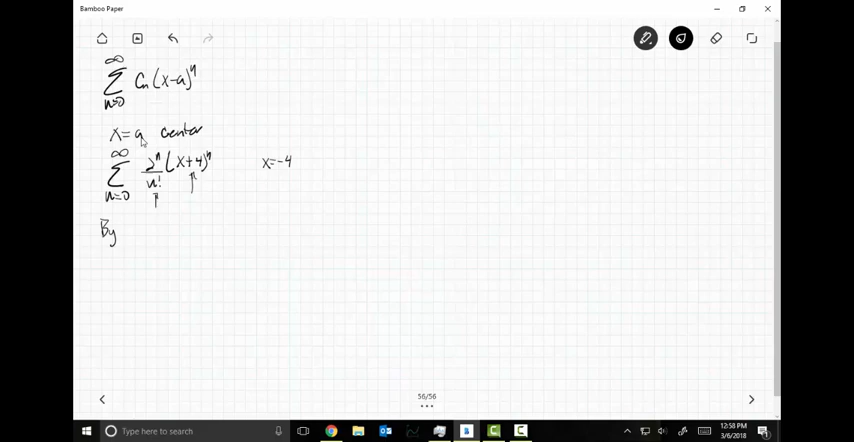 Bamboo Paper
∞
∑ Cn(x-a)^n
n=0
x=a center
∞
∑ 2^n/n! (x+4)^n x=-4
n=0
By
56/56
Type here to search
12:58 PM
3/6/2018